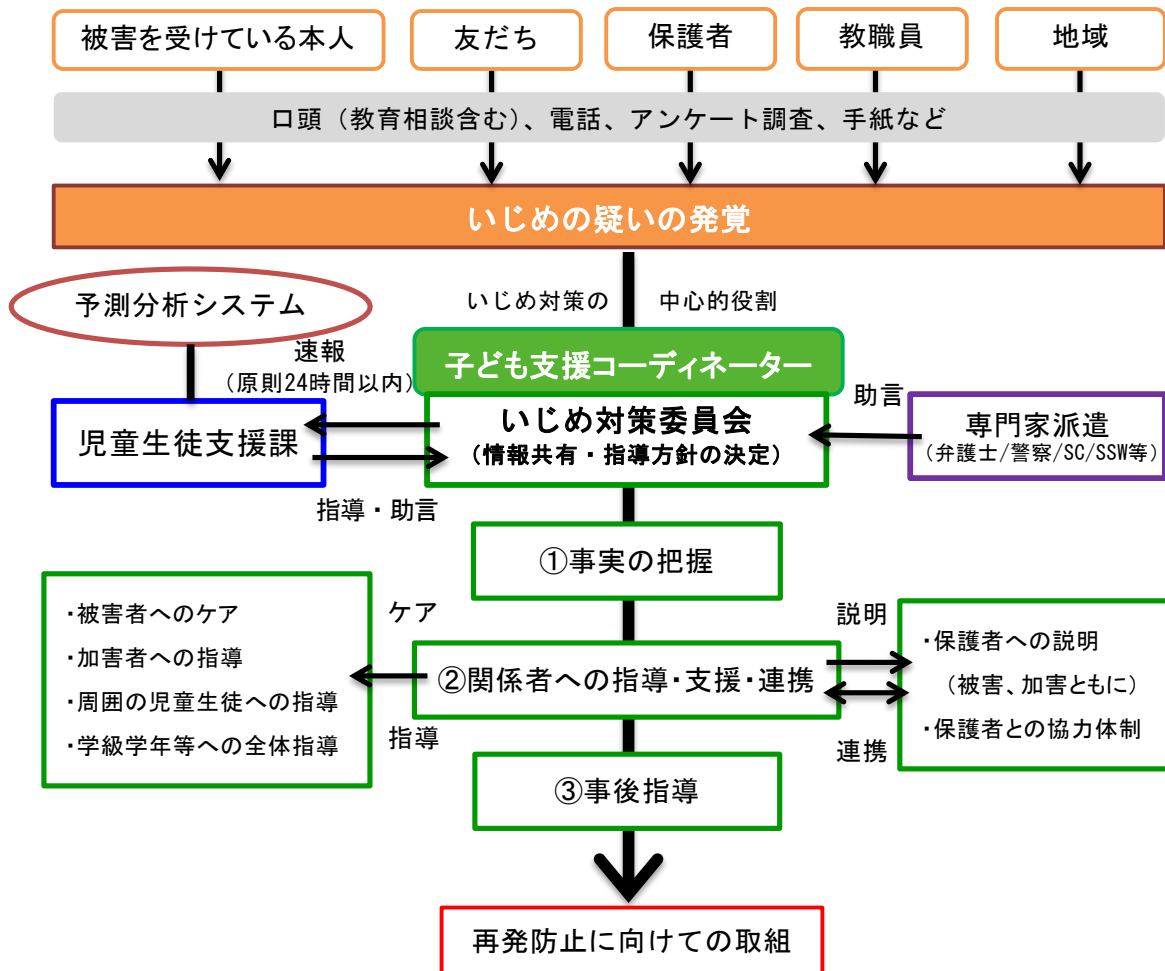 被害を受けている本人
友だち
保護者
教職員
地域
口頭（教育相談含む）、電話、アンケート調査、手紙など
いじめの疑いの発覚
予測分析システム
いじめ対策の
中心的役割
速報
（原則24時間以内）
子ども支援コーディネーター
いじめ対策委員会
（情報共有・指導方針の決定）
児童生徒支援課
助言
専門家派遣
（弁護士/警察/SC/SSW等）
指導・助言
①事実の把握
・被害者へのケア
・加害者への指導
・周囲の児童生徒への指導
・学級学年等への全体指導
ケア
指導
②関係者への指導・支援・連携
説明
連携
・保護者への説明
（被害、加害ともに）
・保護者との協力体制
③事後指導
再発防止に向けての取組